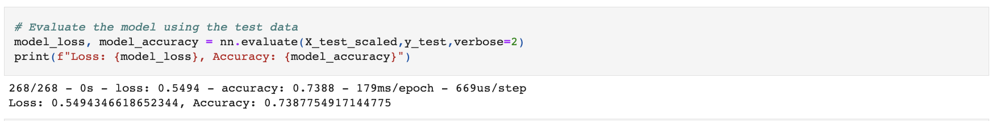 # Evaluate the model using the test data
model_loss, model_accuracy = nn.evaluate(X_test_scaled,y_test,verbose=2)
print(f"Loss: {model_loss}, Accuracy: {model_accuracy}")
268/268 - 0s - loss: 0.5494 - accuracy: 0.7388 - 179ms/epoch - 669us/step
Loss: 0.5494346618652344, Accuracy: 0.7387754917144775